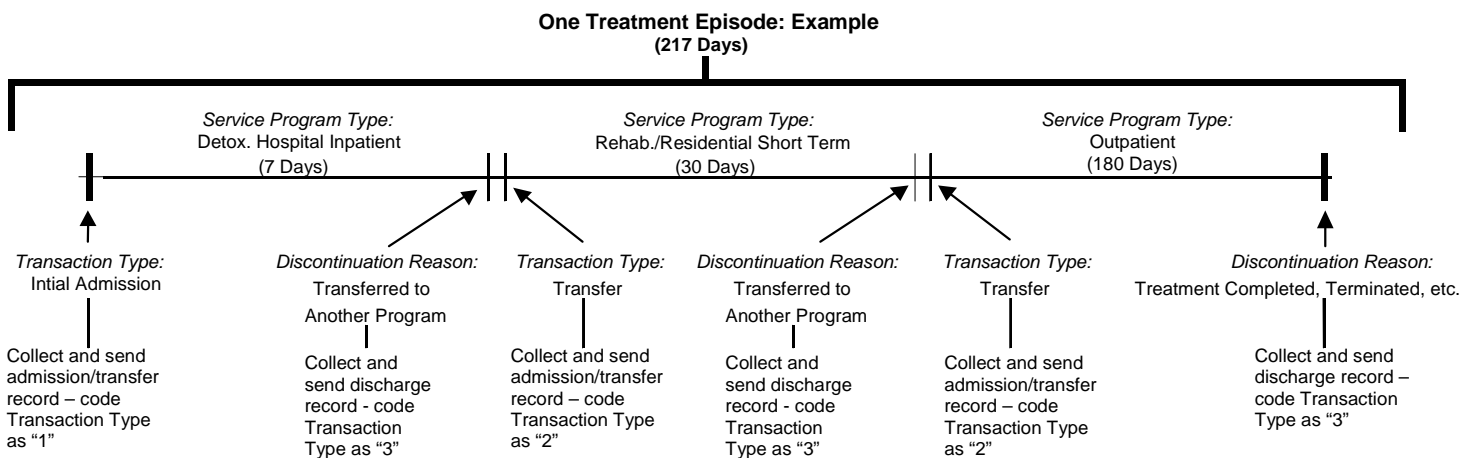 One Treatment Episode: Example
(217 Days)
Service Program Type:
Detox. Hospital Inpatient
(7 Days)
Service Program Type:
Rehab./Residential Short Term
(30 Days)
Service Program Type:
Outpatient
(180 Days)
Transaction Type:
Intial Admission
Collect and send
admission/transfer
record – code
Transaction Type
as “1”
Discontinuation Reason:
Transferred to
Another Program
Collect and
send discharge
record - code
Transaction
Type as “3”
Transaction Type:
Transfer
Collect and send
admission/transfer
record – code
Transaction Type
as “2”
Discontinuation Reason:
Transferred to
Another Program
Collect and
send discharge
record - code
Transaction
Type as “3”
Transaction Type:
Transfer
Collect and send
admission/transfer
record – code
Transaction Type
as “2”
Discontinuation Reason:
Treatment Completed, Terminated, etc.
Collect and send
discharge record –
code Transaction
Type as “3”